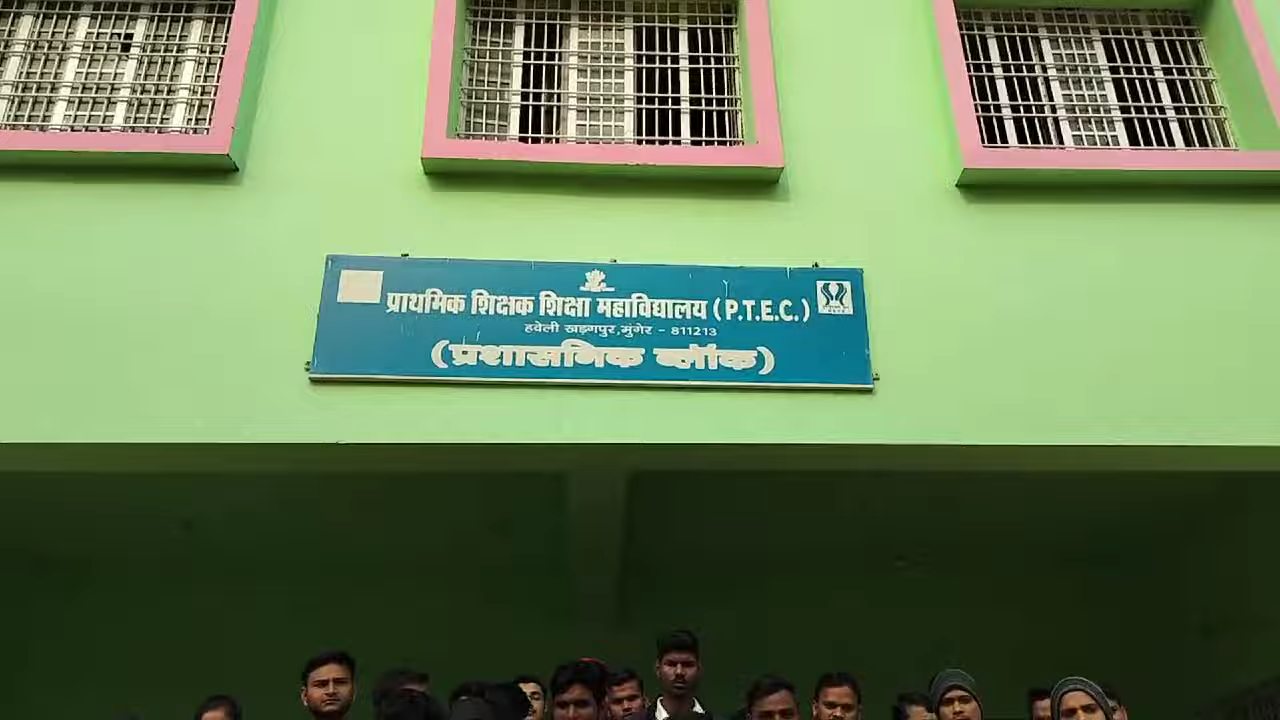 प्राथमिक शिक्षक शिक्षा महाविद्यालय (P.T.E.C.)
हवेली खड़गपुर,मुंगेर - 811213
(प्रशासनिक ब्लॉक)